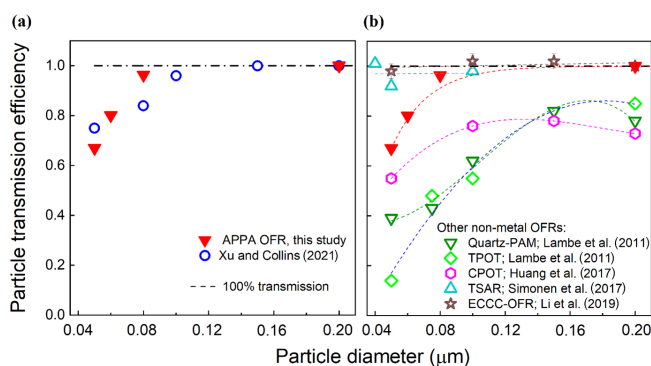 (a)
(b)
Particle transmission efficiency
1.0
0.8
0.6
0.4
0.2
0.0
APPA OFR, this study
Xu and Collins (2021)
100% transmission
0.04 0.08 0.12 0.16 0.20
Other non-metal OFRs:
Quartz-PAM; Lambe et al. (2011)
TPOT; Lambe et al.
(2011)
CPOT; Huang et al. (2017)
TSAR; Simonen et al. (2017)
ECCC-OFR; Li et al. (2019)
0.04 0.08 0.12 0.16 0.20
Particle diameter (μm)